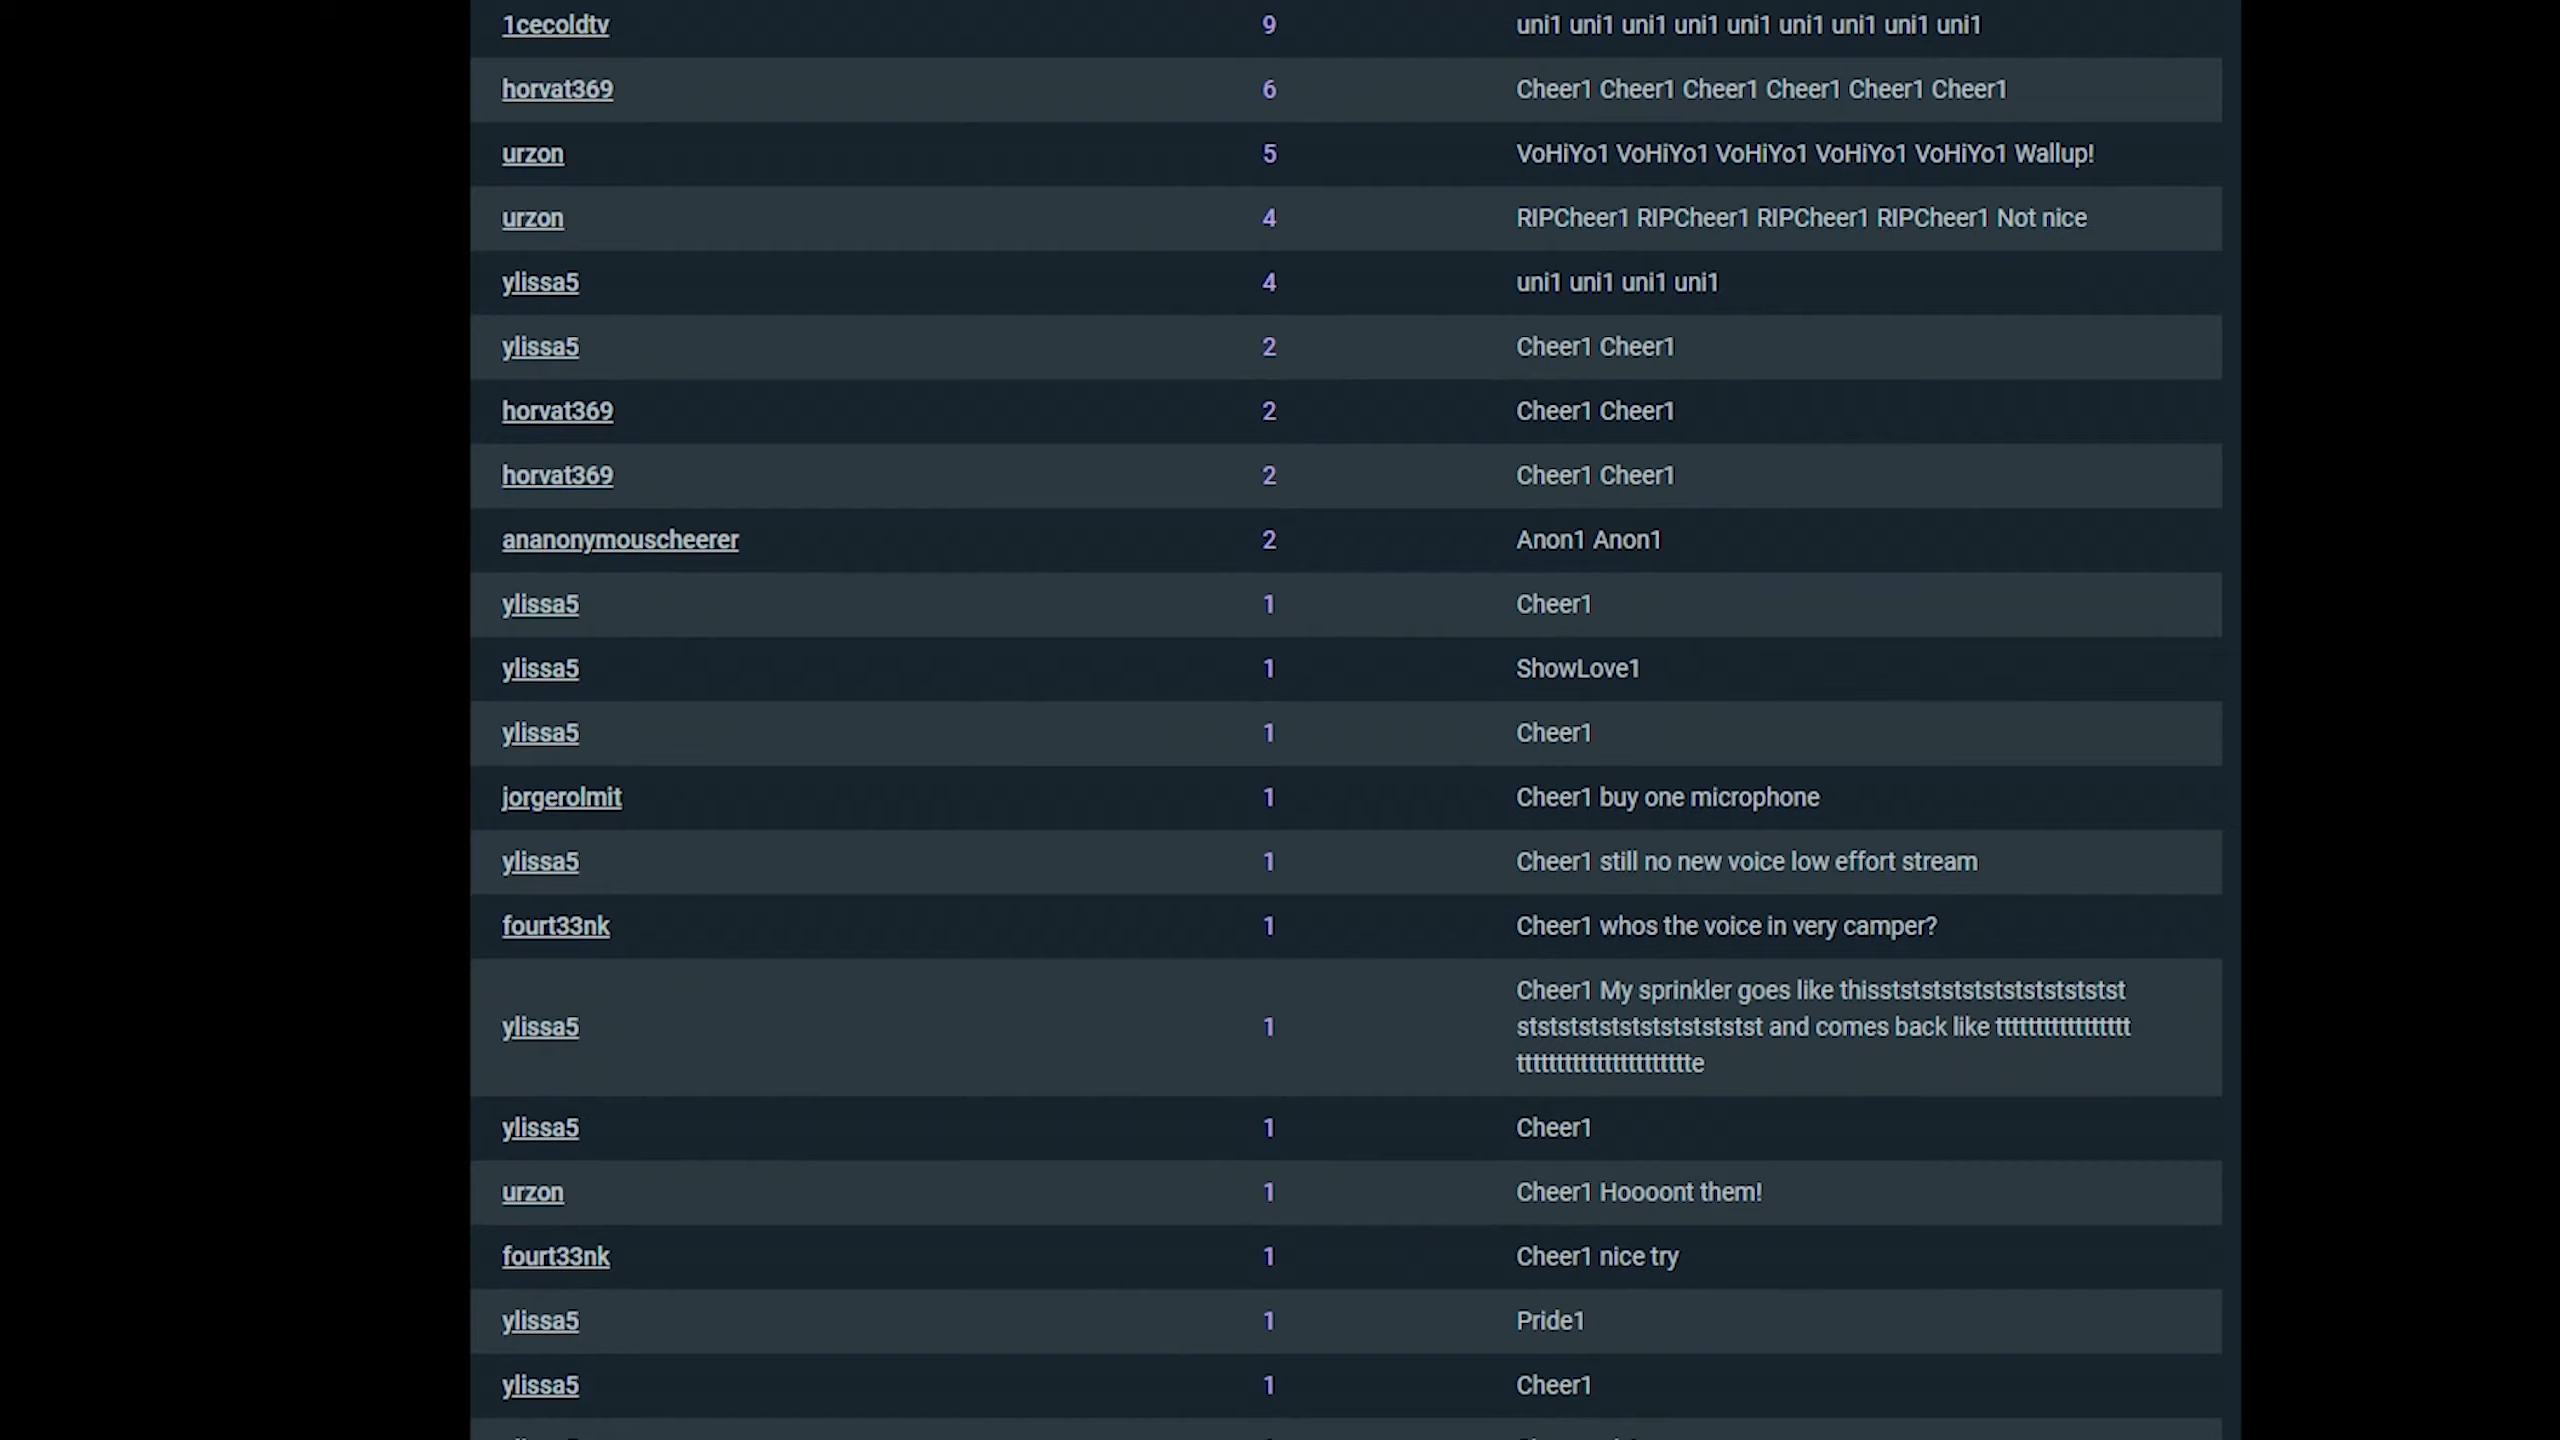 1cecoldtv 9 uni1 uni1 uni1 uni1 uni1 uni1 uni1 uni1 uni1
horvat369 6 Cheer1 Cheer1 Cheer1 Cheer1 Cheer1 Cheer1
urzon 5 VoHiYo1 VoHiYo1 VoHiYo1 VoHiYo1 VoHiYo1 Wallup!
urzon 4 RIPCheer1 RIPCheer1 RIPCheer1 RIPCheer1 Not nice
ylissa5 4 uni1 uni1 uni1 uni1
ylissa5 2 Cheer1 Cheer1
horvat369 2 Cheer1 Cheer1
horvat369 2 Cheer1 Cheer1
ananonymouscheerer 2 Anon1 Anon1
ylissa5 1 Cheer1
ylissa5 1 ShowLove1
ylissa5 1 Cheer1
jorgerolmit 1 Cheer1 buy one microphone
ylissa5 1 Cheer1 still no new voice low effort stream
fourt33nk 1 Cheer1 whos the voice in very camper?
Cheer1 My sprinkler goes like thisststststststststststst
ylissa5 1 stststststststststststst and comes back like ttttttttttttttttt
ttttttttttttttttttttttte
ylissa5 1 Cheer1
urzon 1 Cheer1 Hoooont them!
fourt33nk 1 Cheer1 nice try
ylissa5 1 Pride1
ylissa5 1 Cheer1